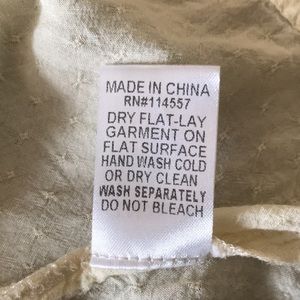 MADE IN CHINA
RN#114557
DRY FLAT-LAY
GARMENT ON
FLAT SURFACE
HAND WASH COLD
OR DRY CLEAN
WASH SEPARATELY
DO NOT BLEACH